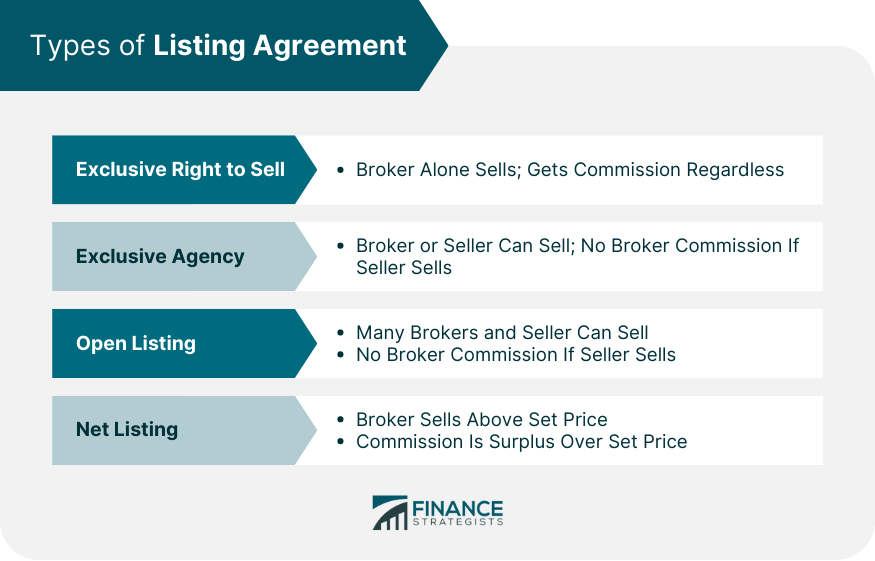 Types of Listing Agreement
Exclusive Right to Sell
• Broker Alone Sells; Gets Commission Regardless
Exclusive Agency
• Broker or Seller Can Sell; No Broker Commission If
Seller Sells
Open Listing
• Many Brokers and Seller Can Sell
• No Broker Commission If Seller Sells
Net Listing
• Broker Sells Above Set Price
• Commission Is Surplus Over Set Price
FINANCE
STRATEGISTS